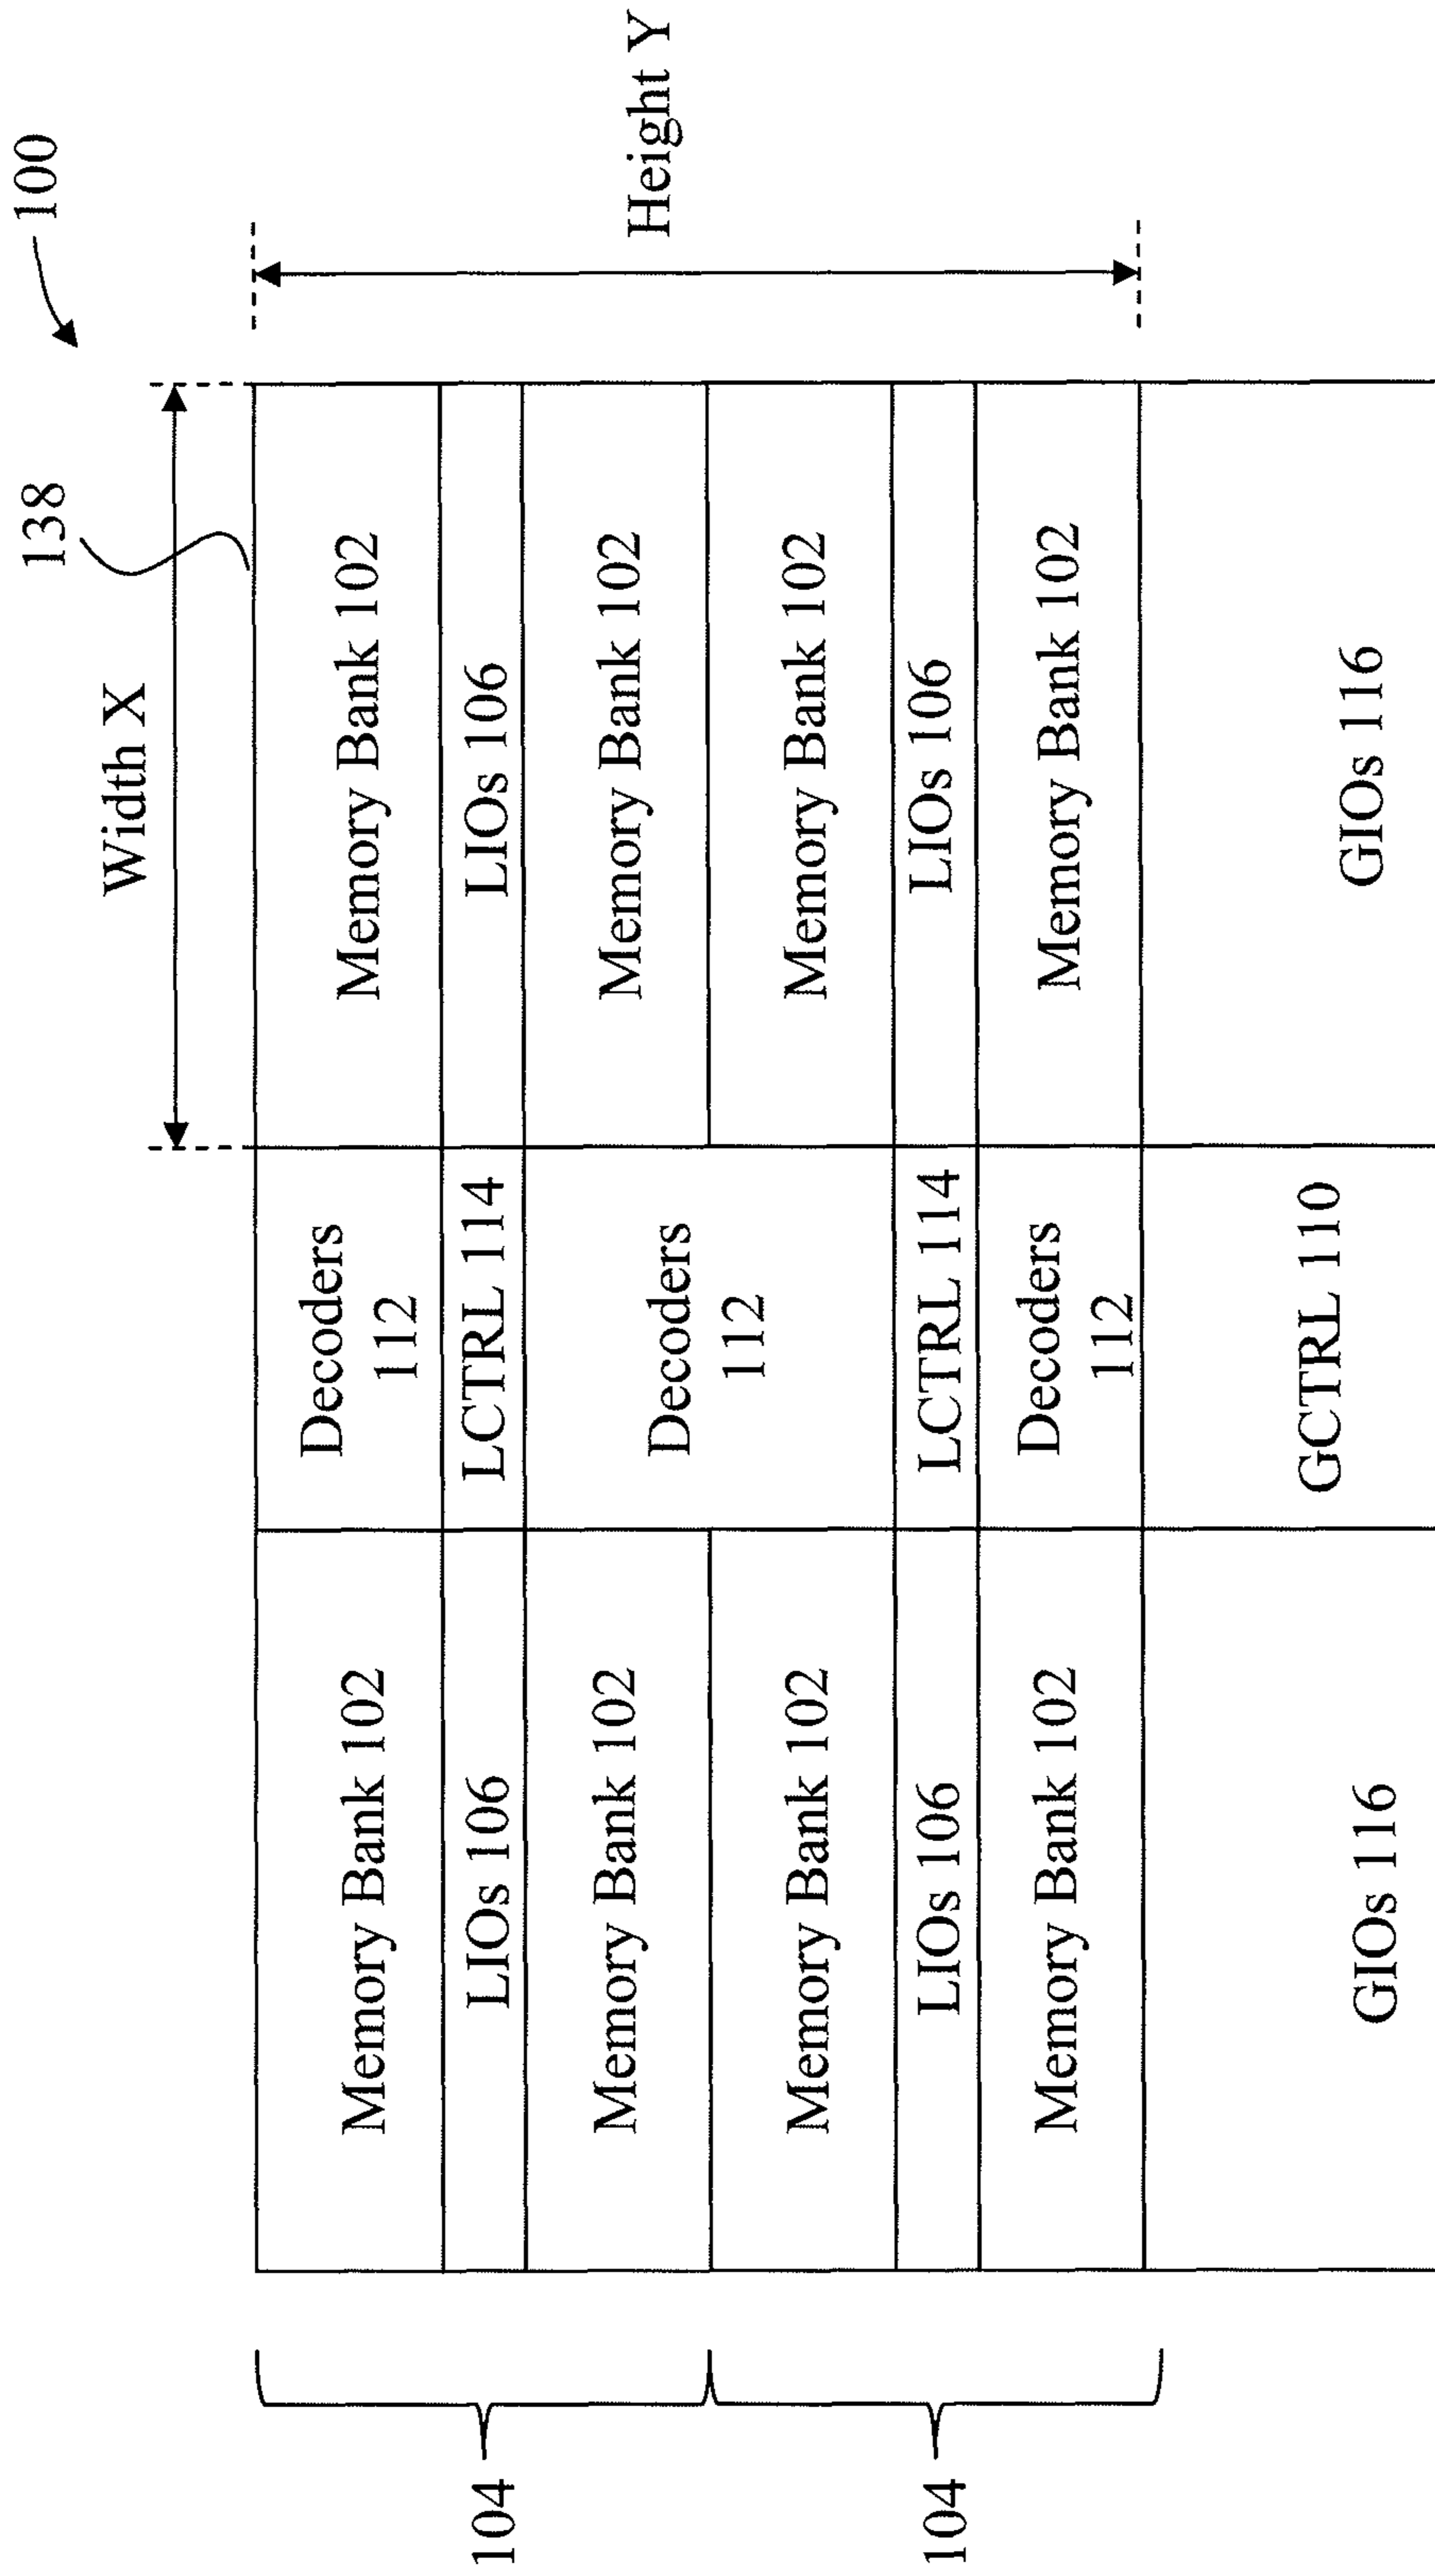 100
138
Width X
Memory Bank 102
Decoders
112
Memory Bank 102
104
LIOs 106
LCTRL 114
LIOs 106
Memory Bank 102
Decoders
112
Memory Bank 102
Height Y
Memory Bank 102
Memory Bank 102
104
LIOs 106
LCTRL 114
LIOs 106
Memory Bank 102
Decoders
112
Memory Bank 102
GIOs 116
GCTRL 110
GIOs 116